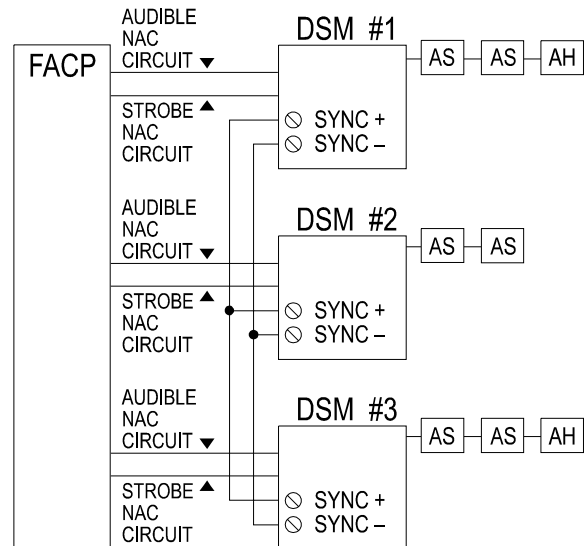 FACP
AUDIBLE
NAC
CIRCUIT ▼
STROBE ▲
NAC
CIRCUIT
DSM #1
SYNC +
SYNC –
AS
AS
AH
AUDIBLE
NAC
CIRCUIT ▼
STROBE ▲
NAC
CIRCUIT
DSM #2
SYNC +
SYNC –
AS
AS
AUDIBLE
NAC
CIRCUIT ▼
STROBE ▲
NAC
CIRCUIT
DSM #3
SYNC +
SYNC –
AS
AS
AH